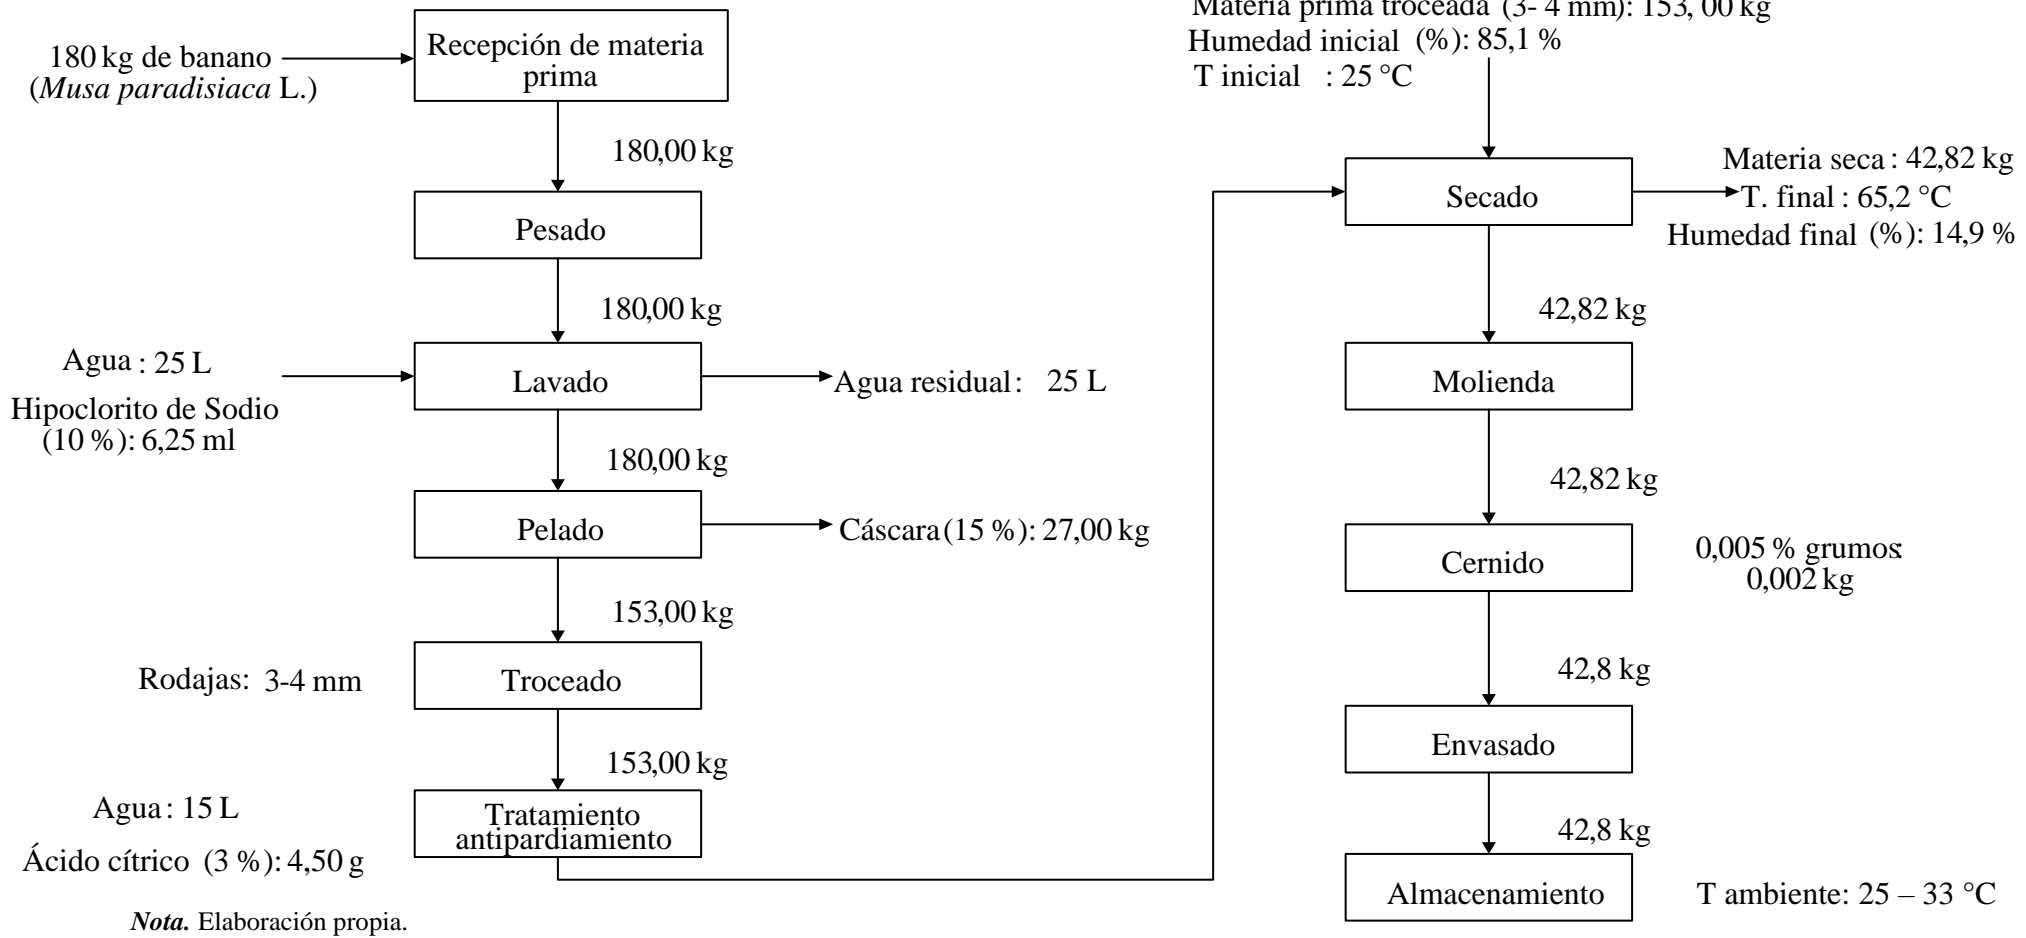 180 kg de banano
(Musa paradisiaca L.)
Recepción de materia
prima
180,00 kg
Pesado
180,00 kg
Agua : 25 L
Hipoclorito de Sodio
(10 %): 6,25 ml
Lavado
Agua residual: 25 L
180,00 kg
Pelado
Cáscara (15 %): 27,00 kg
153,00 kg
Rodajas: 3-4 mm
Troceado
153,00 kg
Agua : 15 L
Ácido cítrico (3 %): 4,50 g
Tratamiento
antipardiamiento
Materia prima troceada (3- 4 mm): 153, 00 kg
Humedad inicial (%): 85,1 %
T inicial : 25 °C
Secado
Materia seca : 42,82 kg
T. final : 65,2 °C
Humedad final (%): 14,9 %
42,82 kg
Molienda
42,82 kg
Cernido
0,005 % grumos:
0,002 kg
42,8 kg
Envasado
42,8 kg
Almacenamiento
T ambiente: 25 – 33 °C
Nota. Elaboración propia.